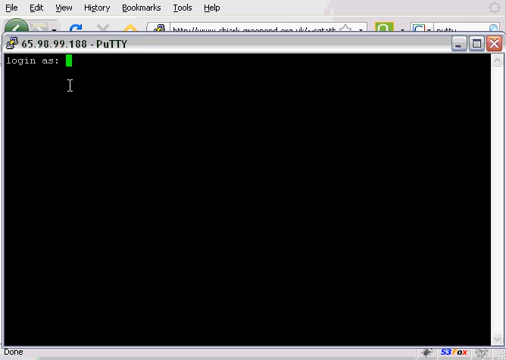 File Edit View History Bookmarks Tools Help
65.98.99.188 - PuTTY
login as:
Done
S3Fox